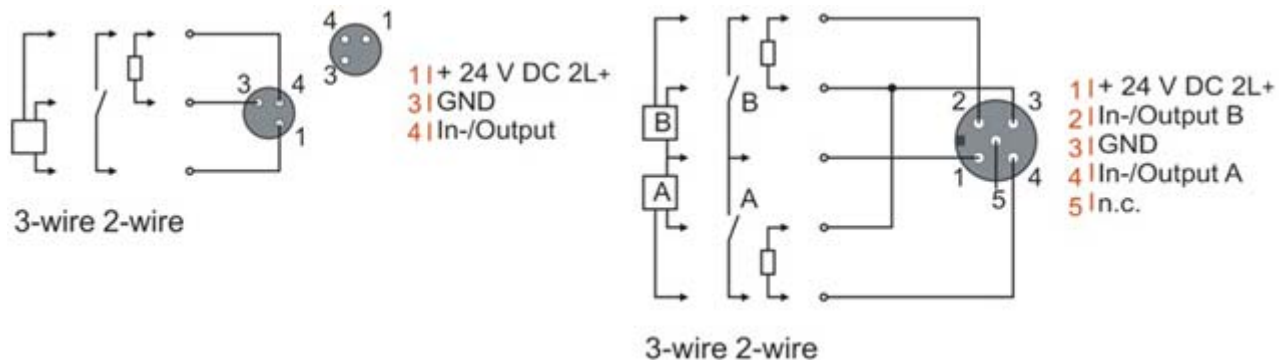 4
1
3
3
4
1
1 | + 24 V DC 2L+
3 | GND
4 | In-/Output
3-wire 2-wire
B
A
B
A
2
3
1
4
5
1 | + 24 V DC 2L+
2 | In-/Output B
3 | GND
4 | In-/Output A
5 | n.c.
3-wire 2-wire